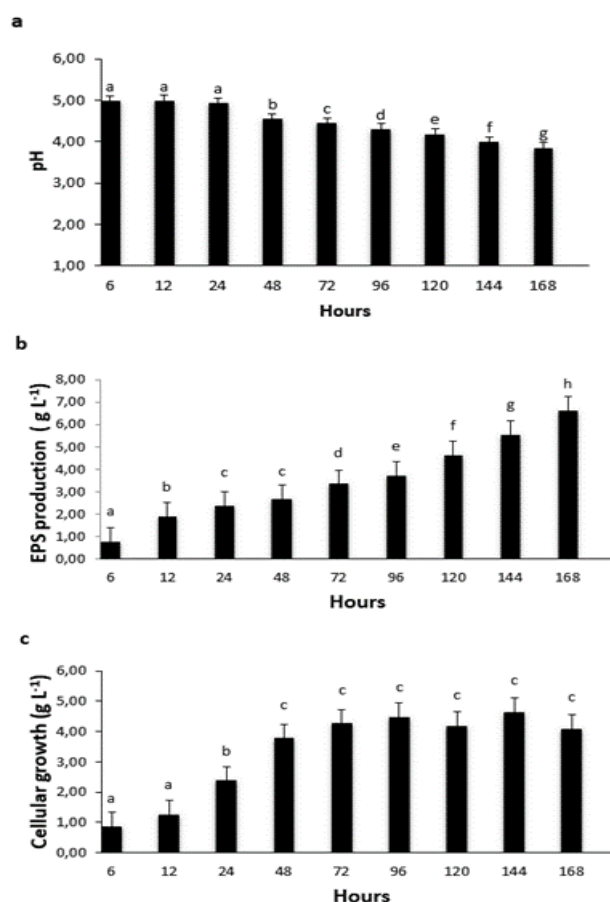 a
6,00
5,00
4,00
3,00
2,00
1,00
pH
a a a b c d e f g
6 12 24 48 72 96 120 144 168
Hours
b
8,00
7,00
6,00
5,00
4,00
3,00
2,00
1,00
0,00
EPS production ( g L-1)
a b c c d e f g h
6 12 24 48 72 96 120 144 168
Hours
c
6,00
5,00
4,00
3,00
2,00
1,00
0,00
Cellular growth (g L-1)
a a b c c c c c c
6 12 24 48 72 96 120 144 168
Hours